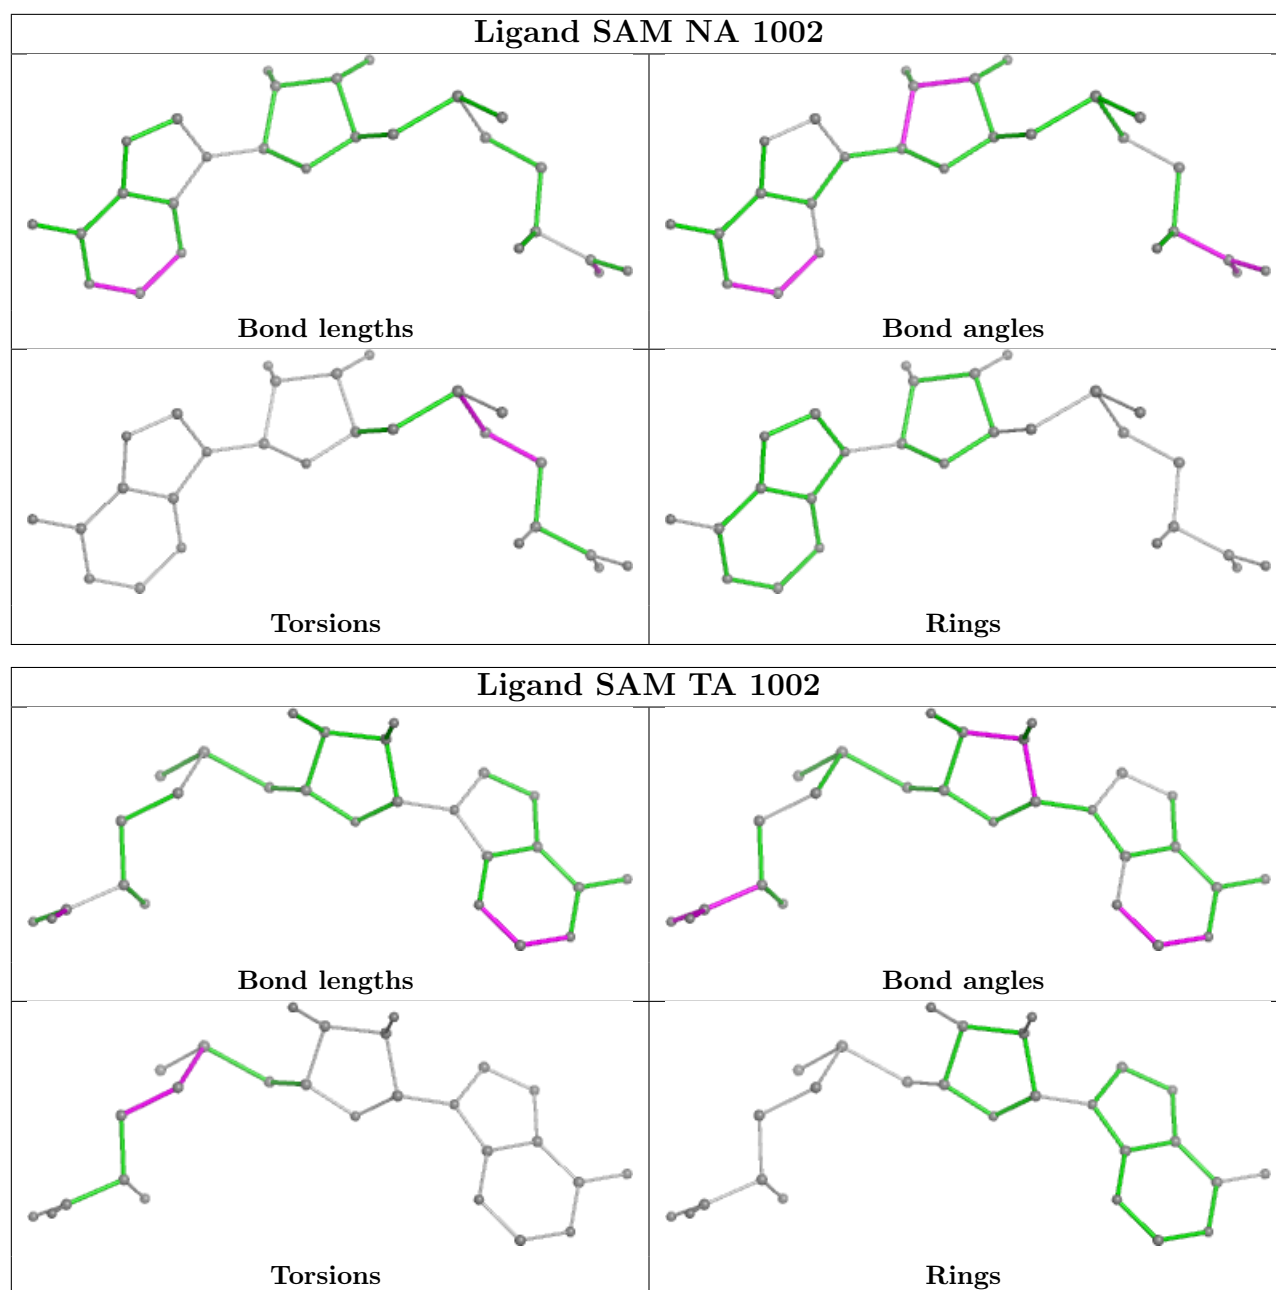 Ligand SAM NA 1002
Bond lengths
Bond angles
Torsions
Rings
Ligand SAM TA 1002
Bond lengths
Bond angles
Torsions
Rings